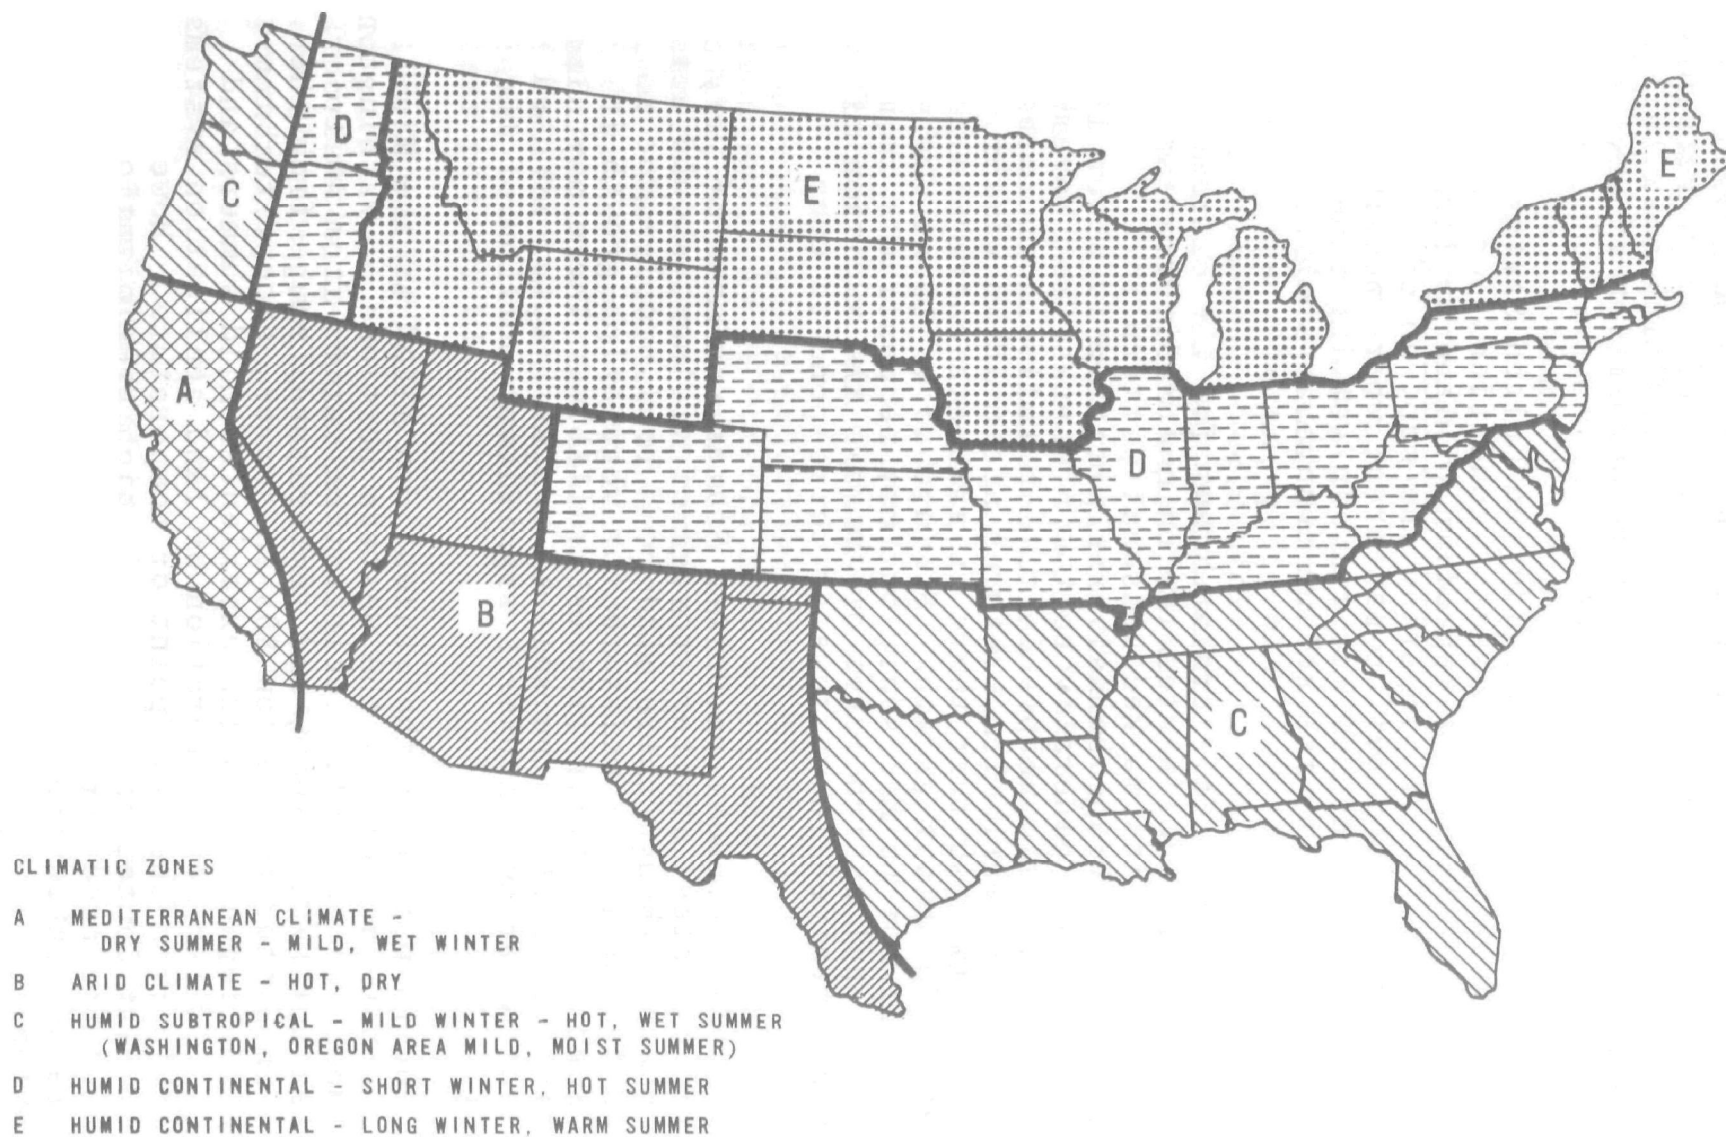 D
E
E
C
A
D
B
C
CLIMATIC ZONES
A MEDITERRANEAN CLIMATE -
DRY SUMMER - MILD, WET WINTER
B ARID CLIMATE - HOT, DRY
C HUMID SUBTROPICAL - MILD WINTER - HOT, WET SUMMER
(WASHINGTON, OREGON AREA MILD, MOIST SUMMER)
D HUMID CONTINENTAL - SHORT WINTER, HOT SUMMER
E HUMID CONTINENTAL - LONG WINTER, WARM SUMMER